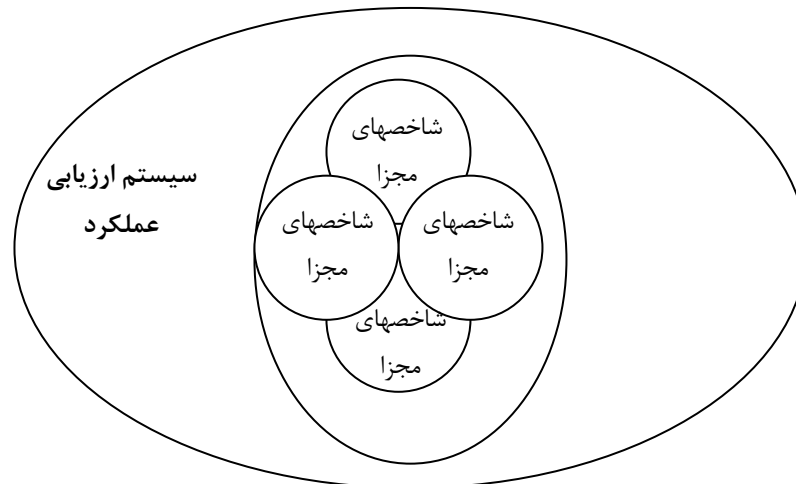 شاخصهای
مجزا
سیستم ارزیابی
عملکرد
شاخصهای
مجزا
شاخصهای
مجزا
شاخصهای
مجزا